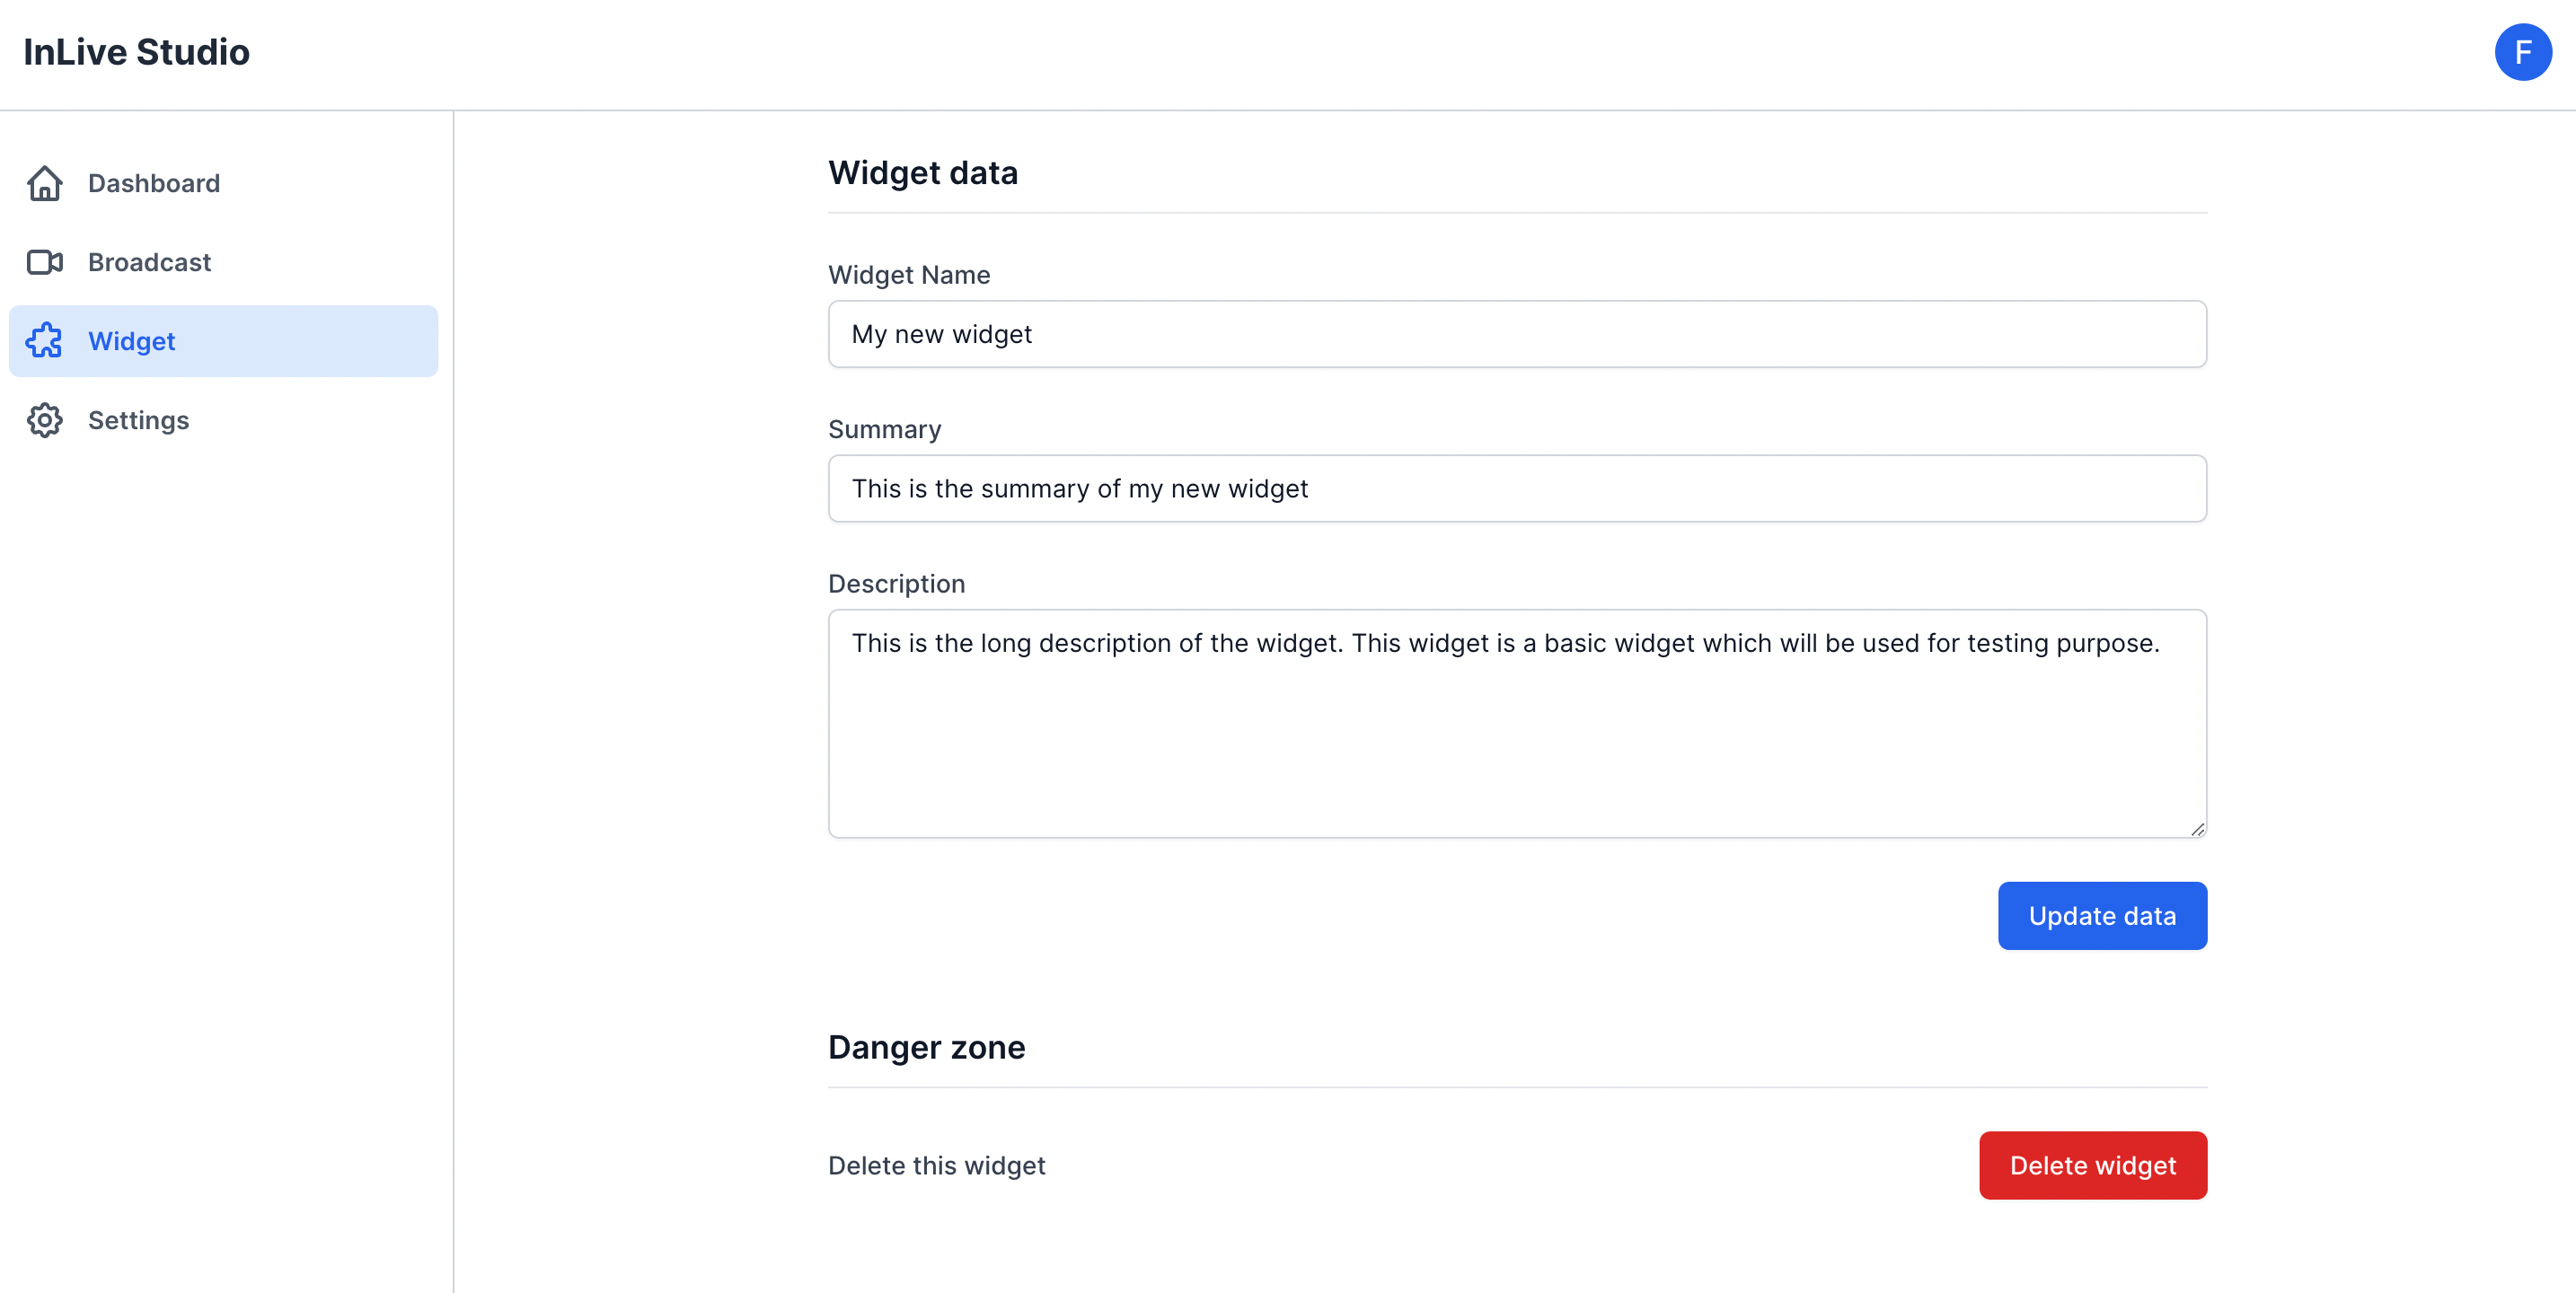 InLive Studio
F
Dashboard
Broadcast
Widget
Settings
Widget data
Widget Name
My new widget
Summary
This is the summary of my new widget
Description
This is the long description of the widget. This widget is a basic widget which will be used for testing purpose.
Update data
Danger zone
Delete this widget
Delete widget